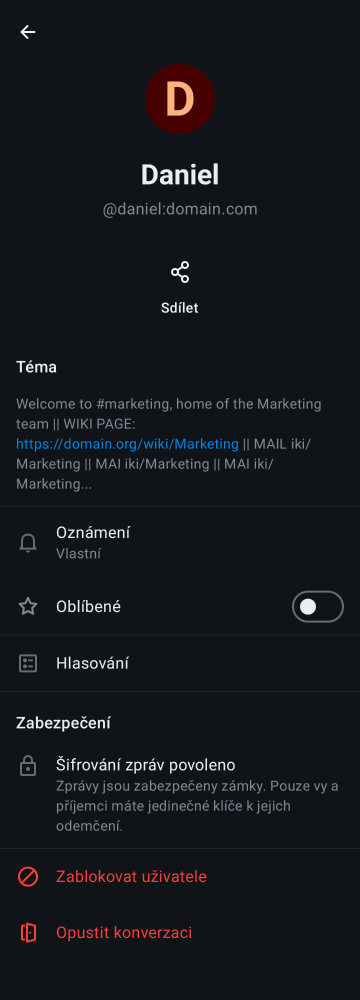 D
Daniel
@daniel:domain.com
Sdílet
Téma
Welcome to #marketing, home of the Marketing
team || WIKI PAGE:
https://domain.org/wiki/Marketing || MAIL iki/
Marketing || MAI iki/Marketing || MAI iki/
Marketing...
Oznámení
Vlastní
Oblíbené
Hlasování
Zabezpečení
Šifrování zpráv povoleno
Zprávy jsou zabezpečeny zámky. Pouze vy a
příjemci máte jedinečné klíče k jejich
odemčení.
Zablokovat uživatele
Opustit konverzaci